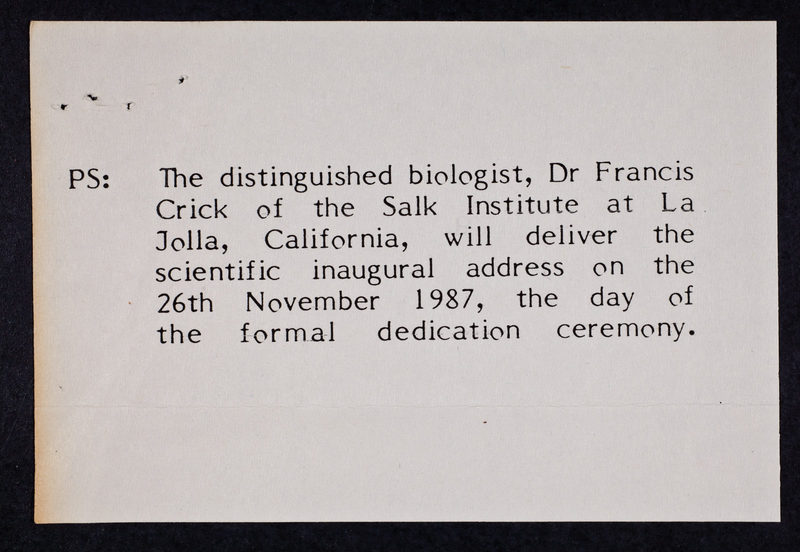 PS: The distinguished biologist, Dr Francis
Crick of the Salk Institute at La
Jolla, California, will deliver the
scientific inaugural address on the
26th November 1987, the day of
the formal dedication ceremony.